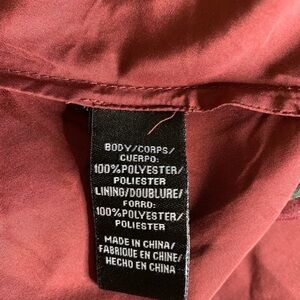 BODY/CORPS/
CUERPO:
100%POLYESTER/
POLIESTER
LINING/DOUBLURE/
FORRO:
100%POLYESTER/
POLIESTER
MADE IN CHINA/
FABRIQUE EN CHINE/
HECHO EN CHINA